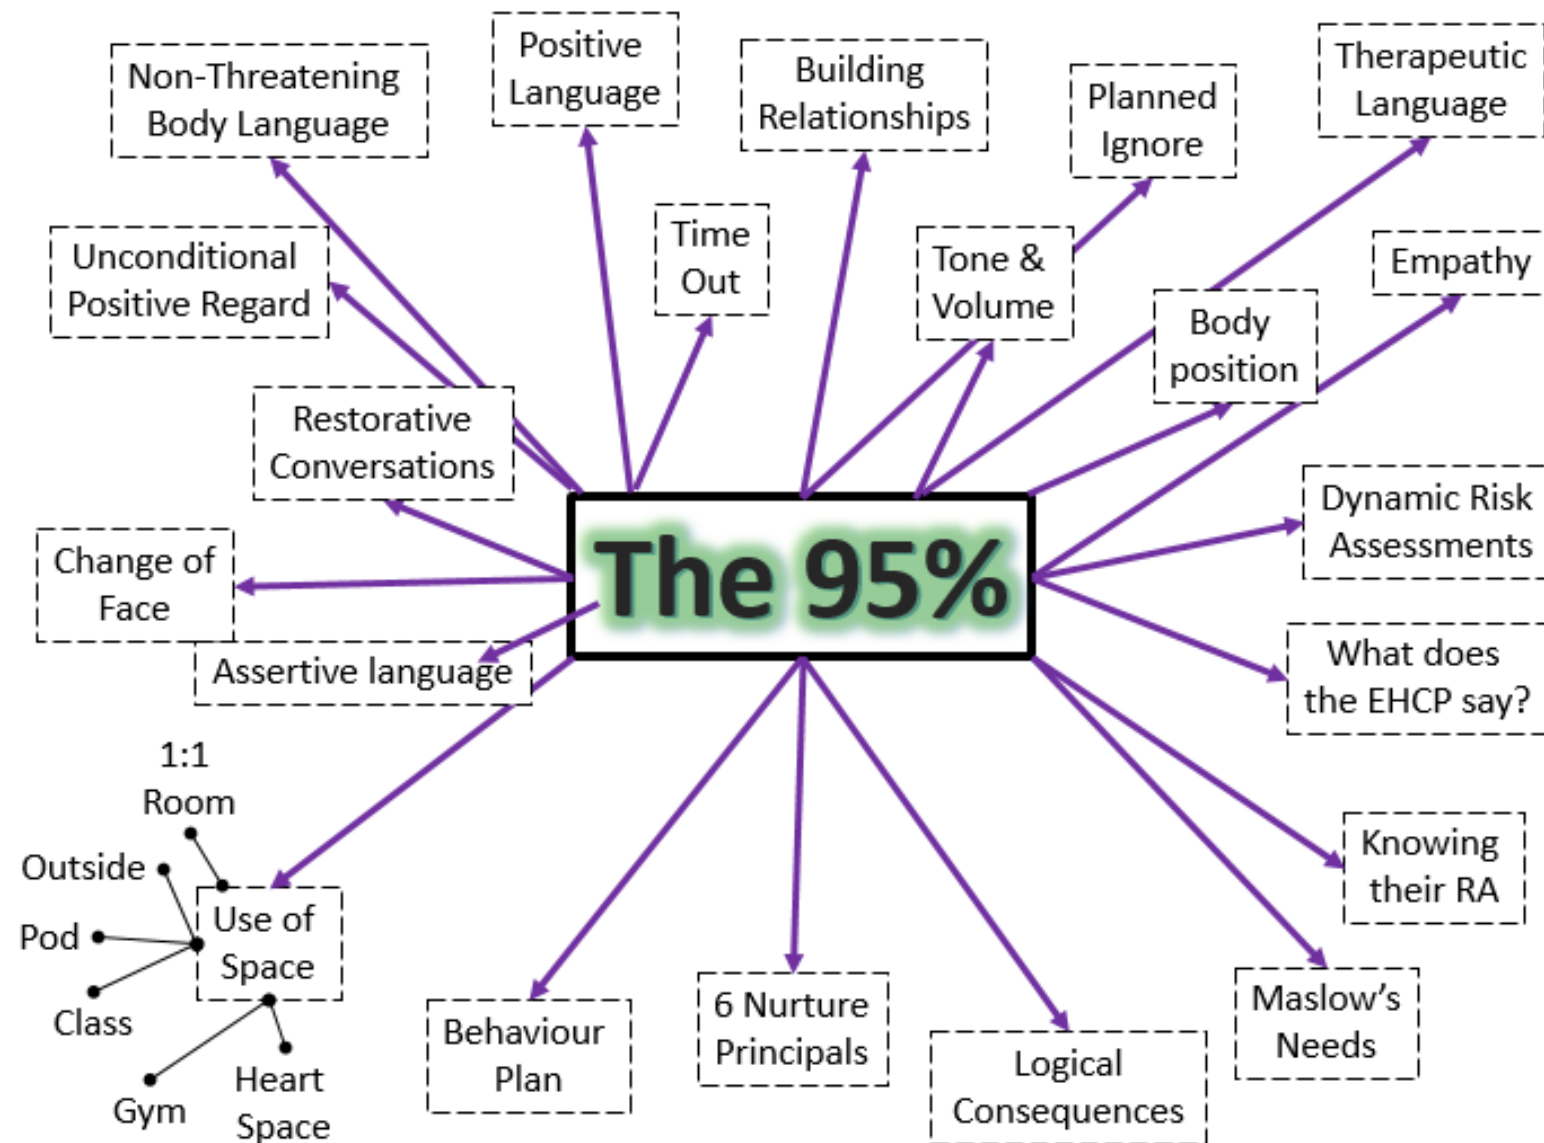 Non-Threatening
Body Language
Positive
Language
Building
Relationships
Planned
Ignore
Therapeutic
Language
Unconditional
Positive Regard
Time
Out
Tone &
Volume
Empathy
Body
position
Restorative
Conversations
Dynamic Risk
Assessments
Change of
Face
The 95%
What does
the EHCP say?
Assertive language
1:1
Room
Outside
Pod
Class
Gym
Heart
Space
Use of
Space
Behaviour
Plan
6 Nurture
Principals
Logical
Consequences
Maslow’s
Needs
Knowing
their RA